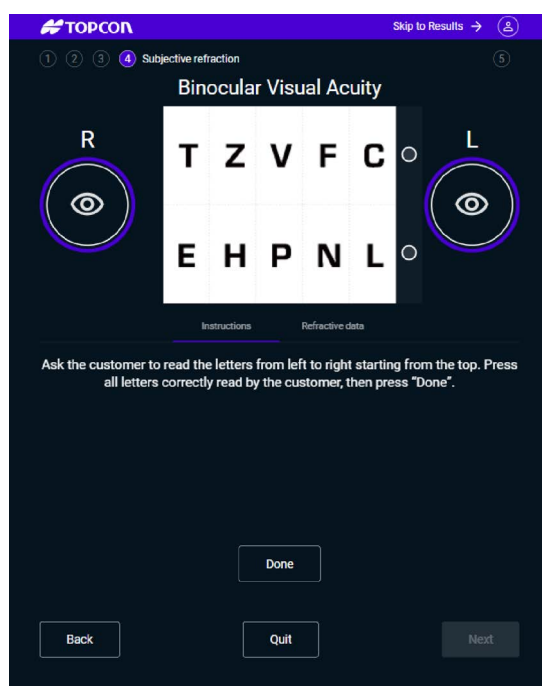 TOPCON
Skip to Results →
1 2 3 4 Subjective refraction 5
Binocular Visual Acuity
R
L
T Z V F C
E H P N L
Instructions Refractive data
Ask the customer to read the letters from left to right starting from the top. Press
all letters correctly read by the customer, then press “Done”.
Done
Back Quit Next